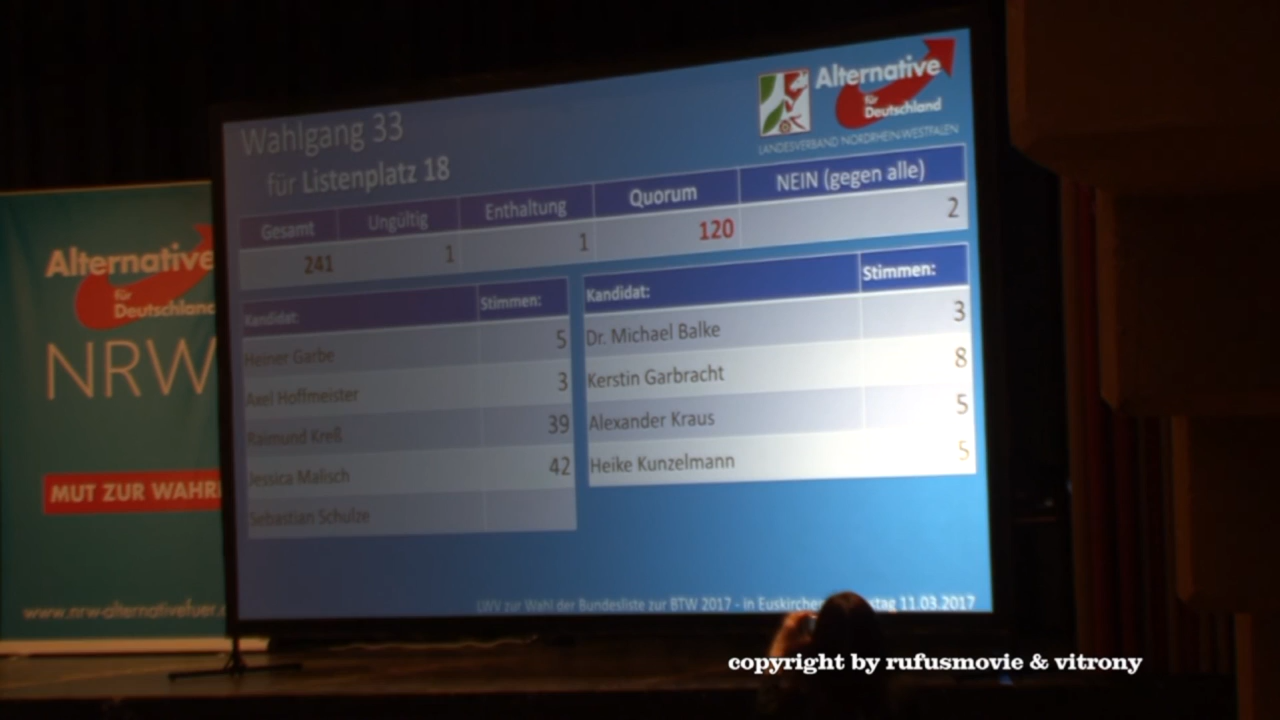 Wahlgang 33
für Listenplatz 18
Alternative
für
Deutschland
LANDESVERBAND NORDRHEIN-WESTFALEN
Gesamt Ungültig Enthaltung Quorum NEIN (gegen alle)
241 1 1 120 2
Kandidat: Stimmen:
Heiner Garbe 5
Axel Hoffmeister 3
Raimund Kreß 39
Jessica Malisch 42
Sebastian Schulze
Kandidat: Stimmen:
Dr. Michael Balke 3
Kerstin Garbracht 8
Alexander Kraus 5
Heike Kunzelmann 5
LWV zur Wahl der Bundesliste zur BTW 2017 - in Euskirche tag 11.03.2017
Alternative
für
Deutschland
NRW
MUT ZUR WAHR
www.nrw-alternativefuer.
copyright by rufusmovie & vitrony